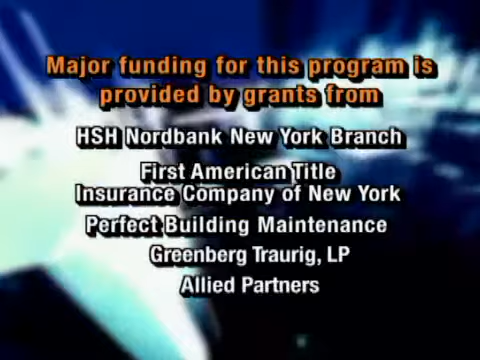 Major funding for this program is
provided by grants from
HSH Nordbank New York Branch
First American Title
Insurance Company of New York
Perfect Building Maintenance
Greenberg Traurig, LP
Allied Partners